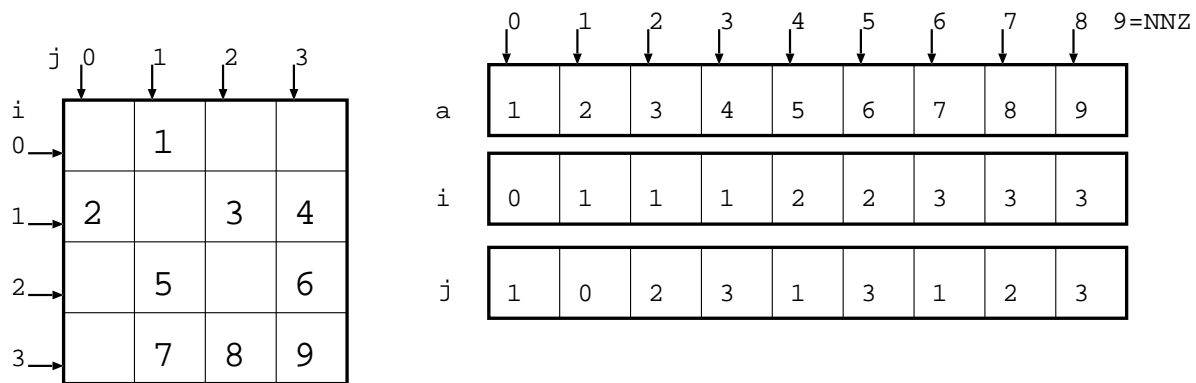 j 0 1 2 3
i
0 1
1 2 3 4
2 5 6
3 7 8 9
0 1 2 3 4 5 6 7 8 9=NNZ
a 1 2 3 4 5 6 7 8 9
i 0 1 1 1 2 2 3 3 3
j 1 0 2 3 1 3 1 2 3